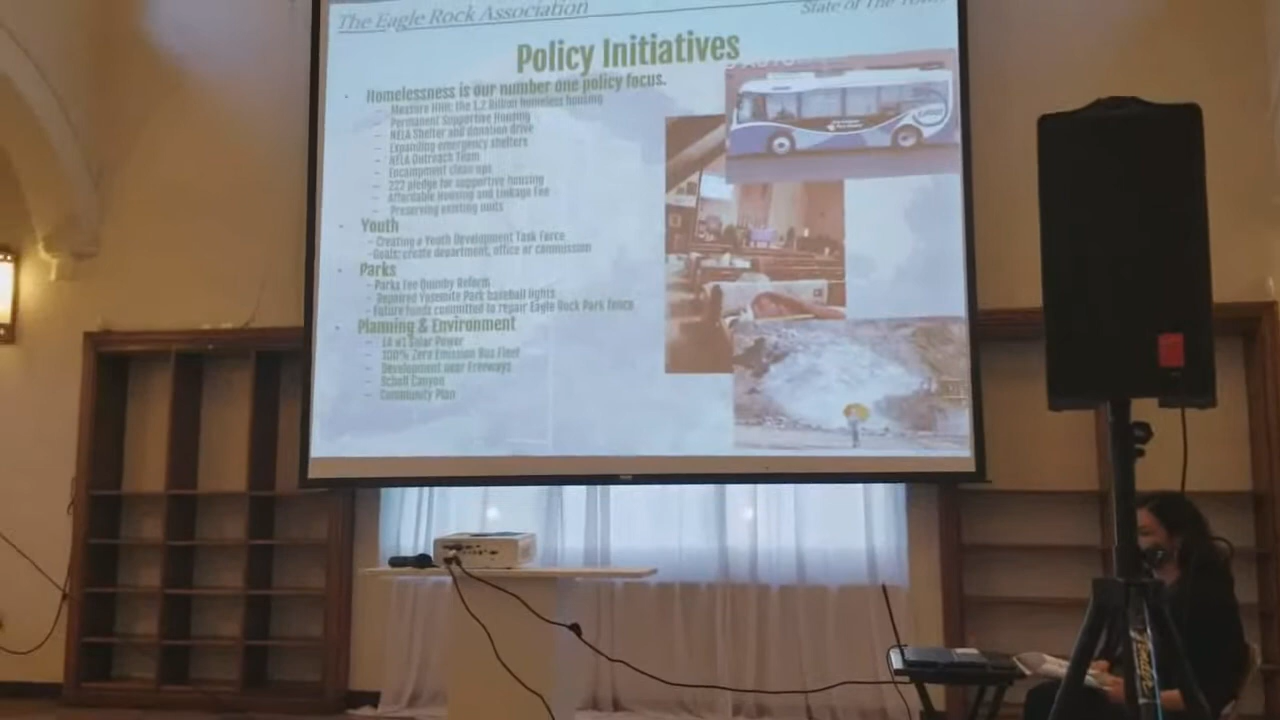 The Eagle Rock Association
State of The Town
Policy Initiatives
Homelessness is our number one policy focus.
– Measure HHH: the 1.2 Billion homeless housing
– Permanent Supportive Housing
– NELA Shelter and donation drive
– Expanding emergency shelters
– NELA Outreach Team
– Encampment clean ups
– 222 pledge for supportive housing
– Affordable Housing and Linkage Fee
– Preserving existing units
Youth
– Creating a Youth Development Task Force
– Goals: create department, office or commission
Parks
– Parks Fee Quimby Reform
– Repaired Yosemite Park baseball lights
– Future funds committed to repair Eagle Rock Park fence
Planning & Environment
– Solar Power
– 100% Zero Emission Bus Fleet
– Development near Freeways
– Scholl Canyon
– Community Plan
Fender